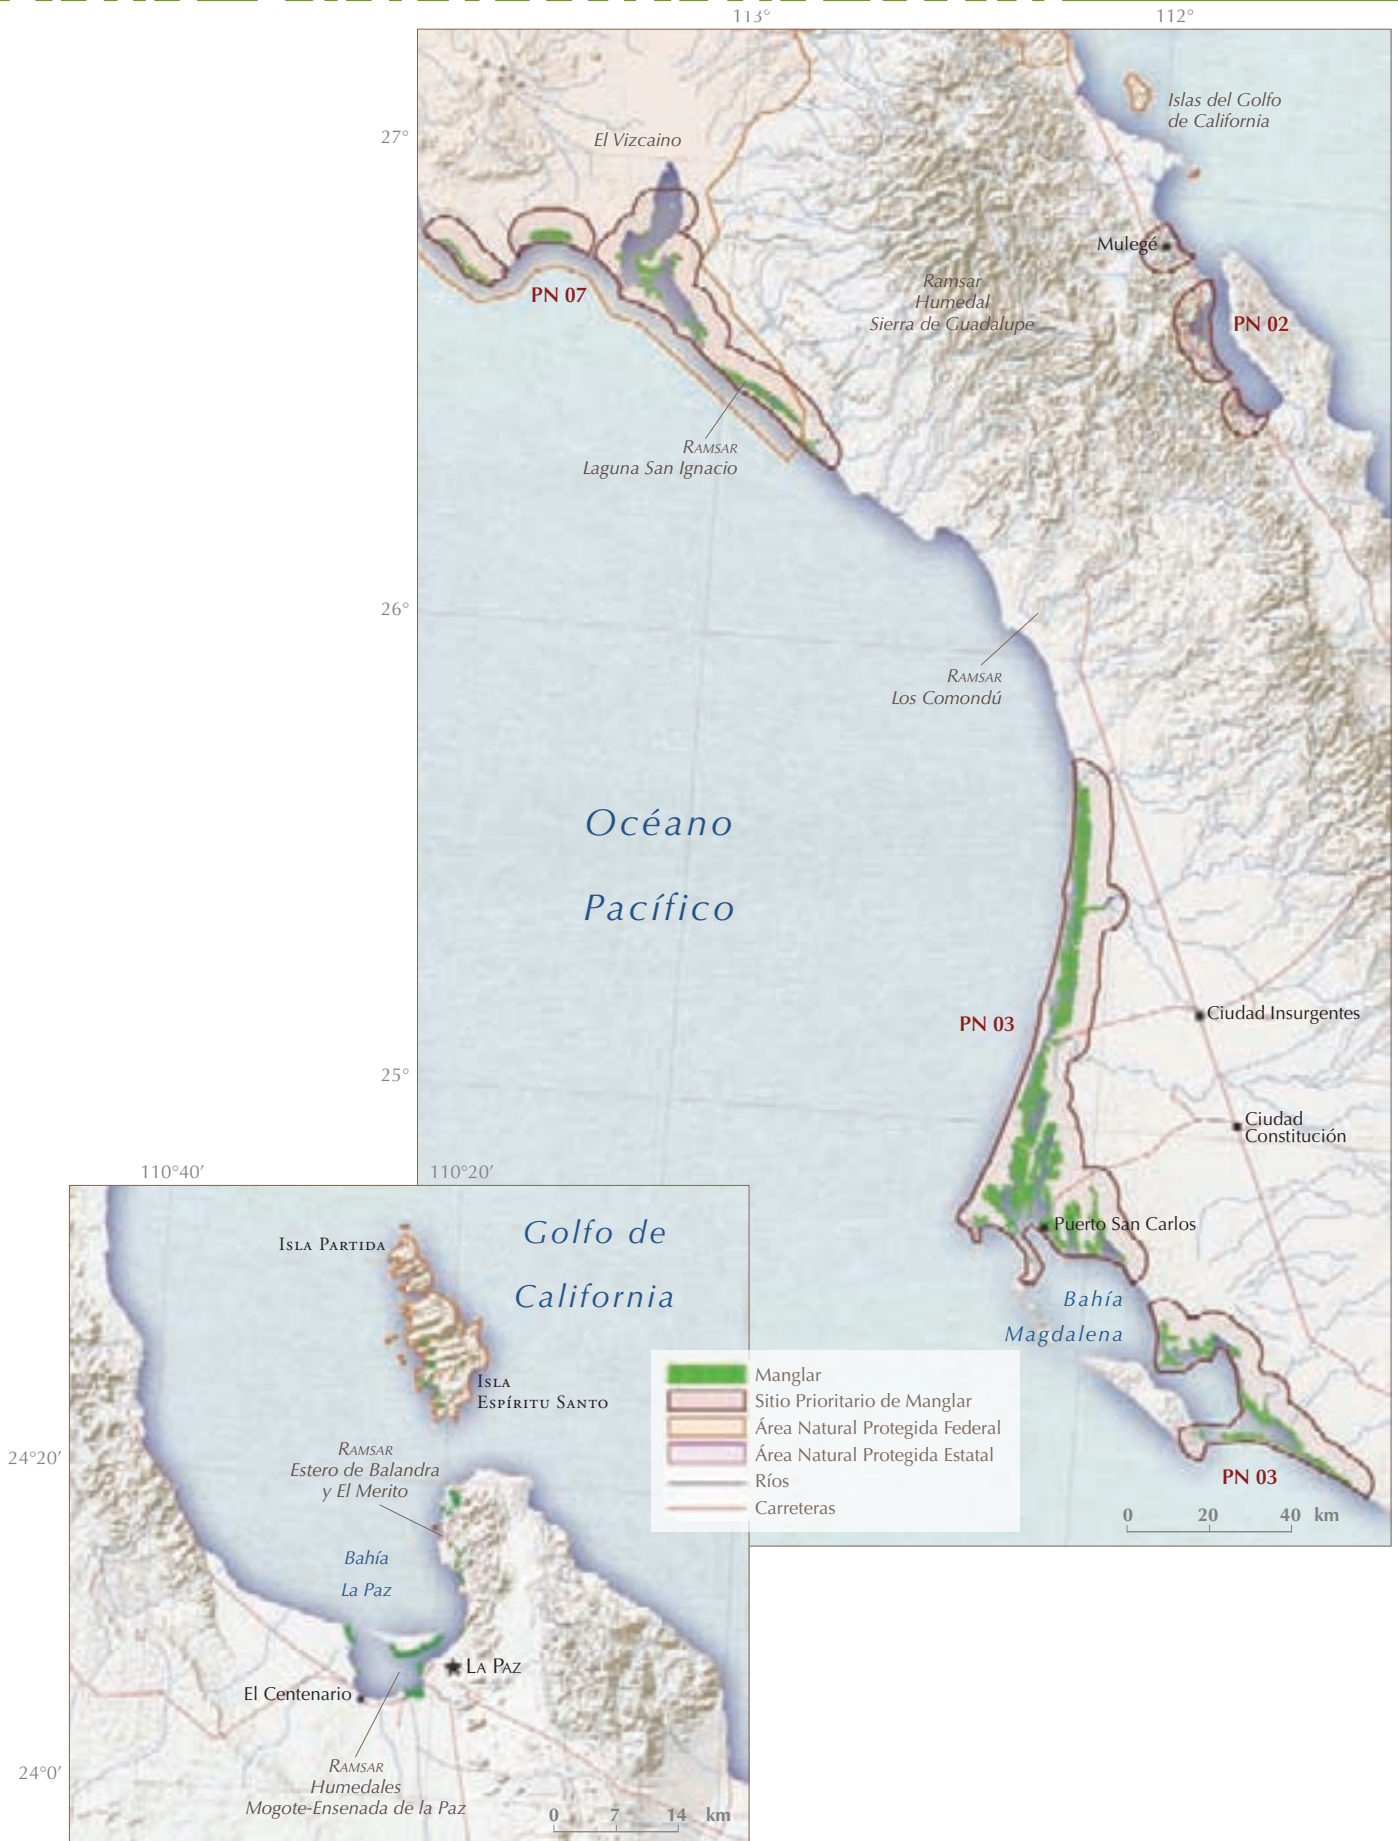 113°
112°
Islas del Golfo
de California
27°
El Vizcaino
Mulegé
PN 07
Ramsar
Humedal
Sierra de Guadalupe
PN 02
RAMSAR
Laguna San Ignacio
26°
RAMSAR
Los Comondú
Océano
Pacífico
PN 03
Ciudad Insurgentes
25°
Ciudad
Constitución
110°40′
110°20′
Puerto San Carlos
Golfo de
California
ISLA PARTIDA
Bahía
Magdalena
Manglar
Sitio Prioritario de Manglar
Área Natural Protegida Federal
Área Natural Protegida Estatal
Ríos
Carreteras
ISLA
ESPÍRITU SANTO
24°20′
RAMSAR
Estero de Balandra
y El Merito
PN 03
0 20 40 km
Bahía
La Paz
LA PAZ
El Centenario
24°0′
RAMSAR
Humedales
Mogote-Ensenada de la Paz
0 7 14 km